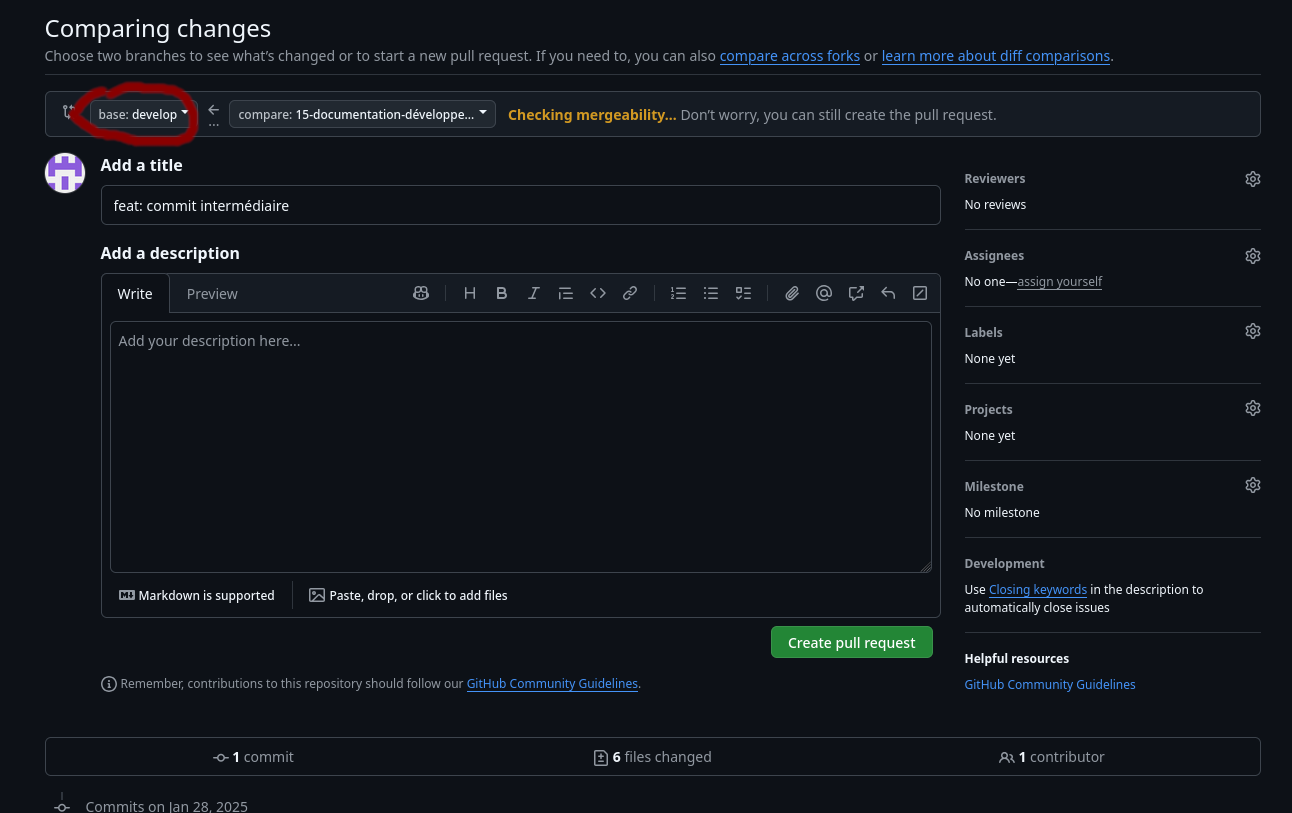 Comparing changes
Choose two branches to see what's changed or to start a new pull request. If you need to, you can also compare across forks or learn more about diff comparisons.
base: develop ... compare: 15-documentation-développe... Checking mergeability... Don't worry, you can still create the pull request.
Add a title
feat: commit intermédiaire
Add a description
Write Preview
Add your description here...
Markdown is supported Paste, drop, or click to add files
Create pull request
Remember, contributions to this repository should follow our GitHub Community Guidelines.
Reviewers
No reviews
Assignees
No one—assign yourself
Labels
None yet
Projects
None yet
Milestone
No milestone
Development
Use Closing keywords in the description to
automatically close issues
Helpful resources
GitHub Community Guidelines
1 commit 6 files changed 1 contributor
Commits on Jan 28, 2025